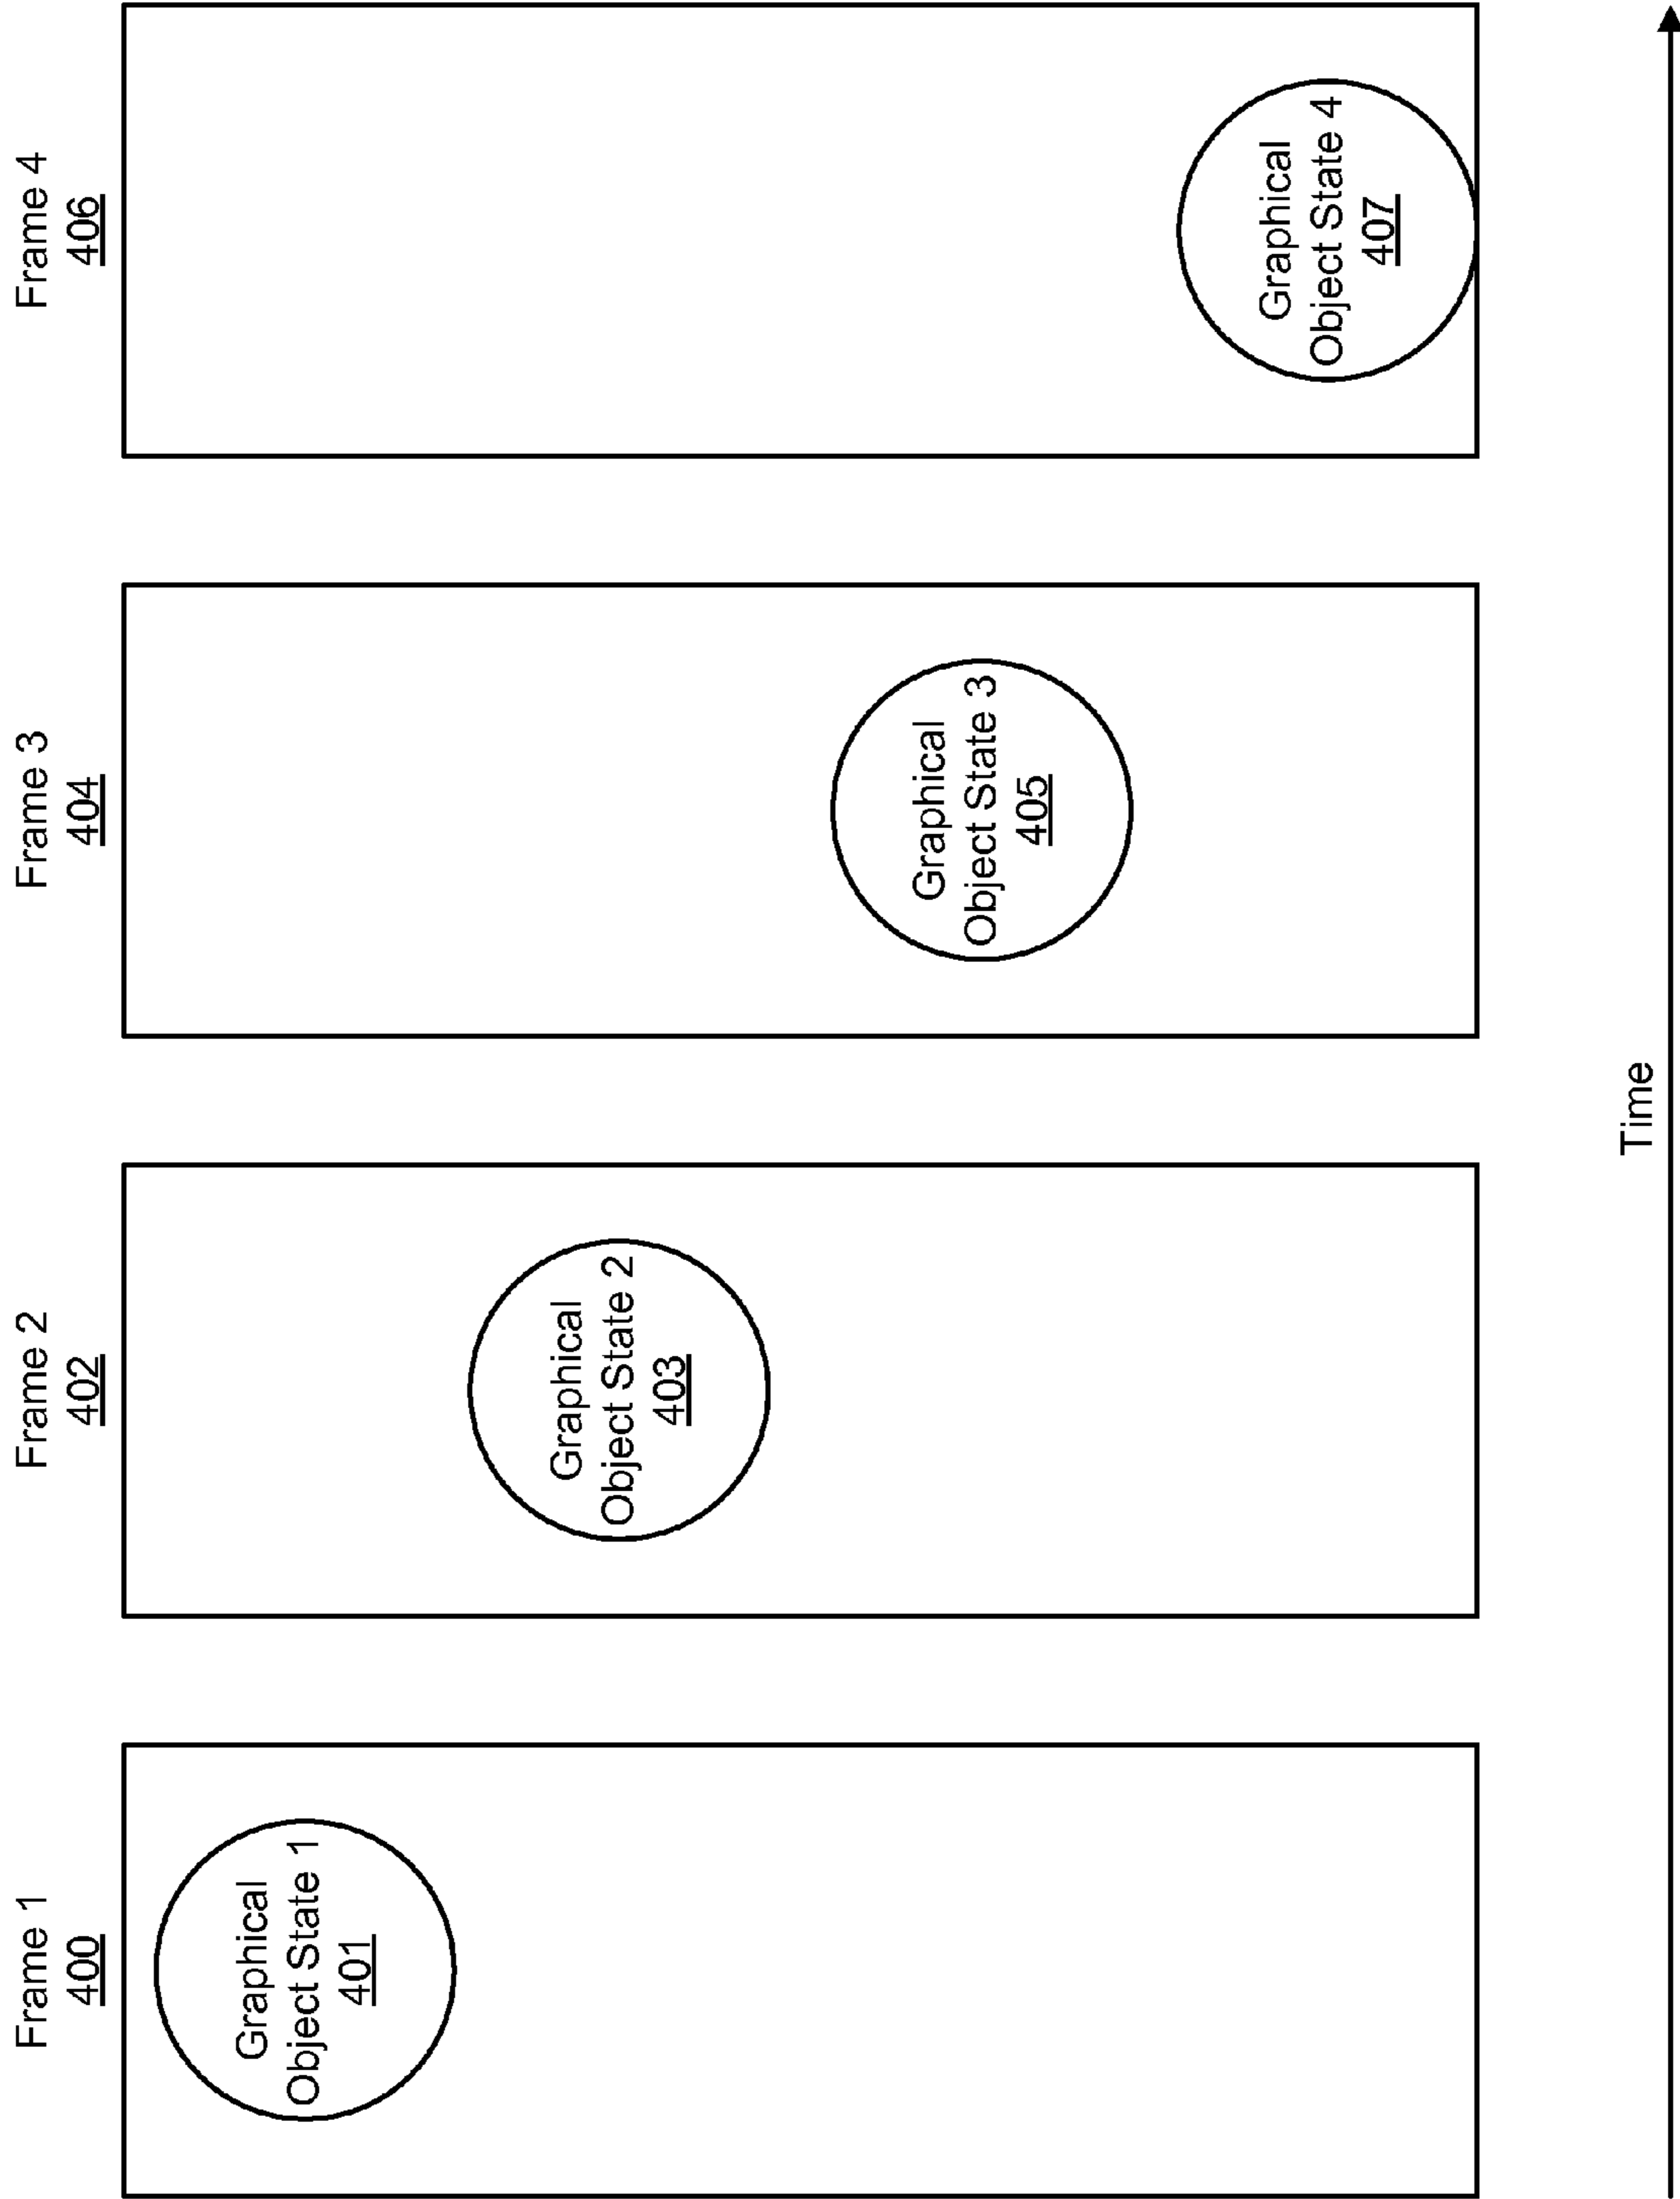 Frame 1
400
Graphical
Object State 1
401
Frame 2
402
Graphical
Object State 2
403
Frame 3
404
Graphical
Object State 3
405
Frame 4
406
Graphical
Object State 4
407
Time